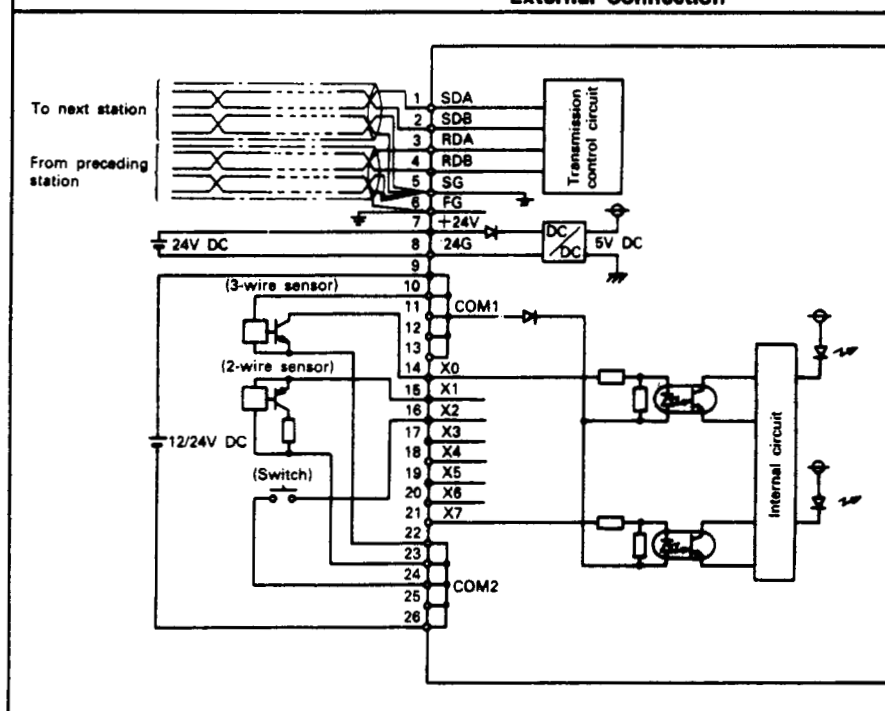 External Connection
To next station
From preceding station
24V DC
(3-wire sensor)
(2-wire sensor)
12/24V DC
(Switch)
1 SDA
2 SDB
3 RDA
4 RDB
5 SG
6 FG
7 +24V
8 24G
9
10
11 COM1
12
13
14 X0
15 X1
16 X2
17 X3
18 X4
19 X5
20 X6
21 X7
22
23
24 COM2
25
26
Transmission control circuit
DC
DC
5V DC
Internal circuit